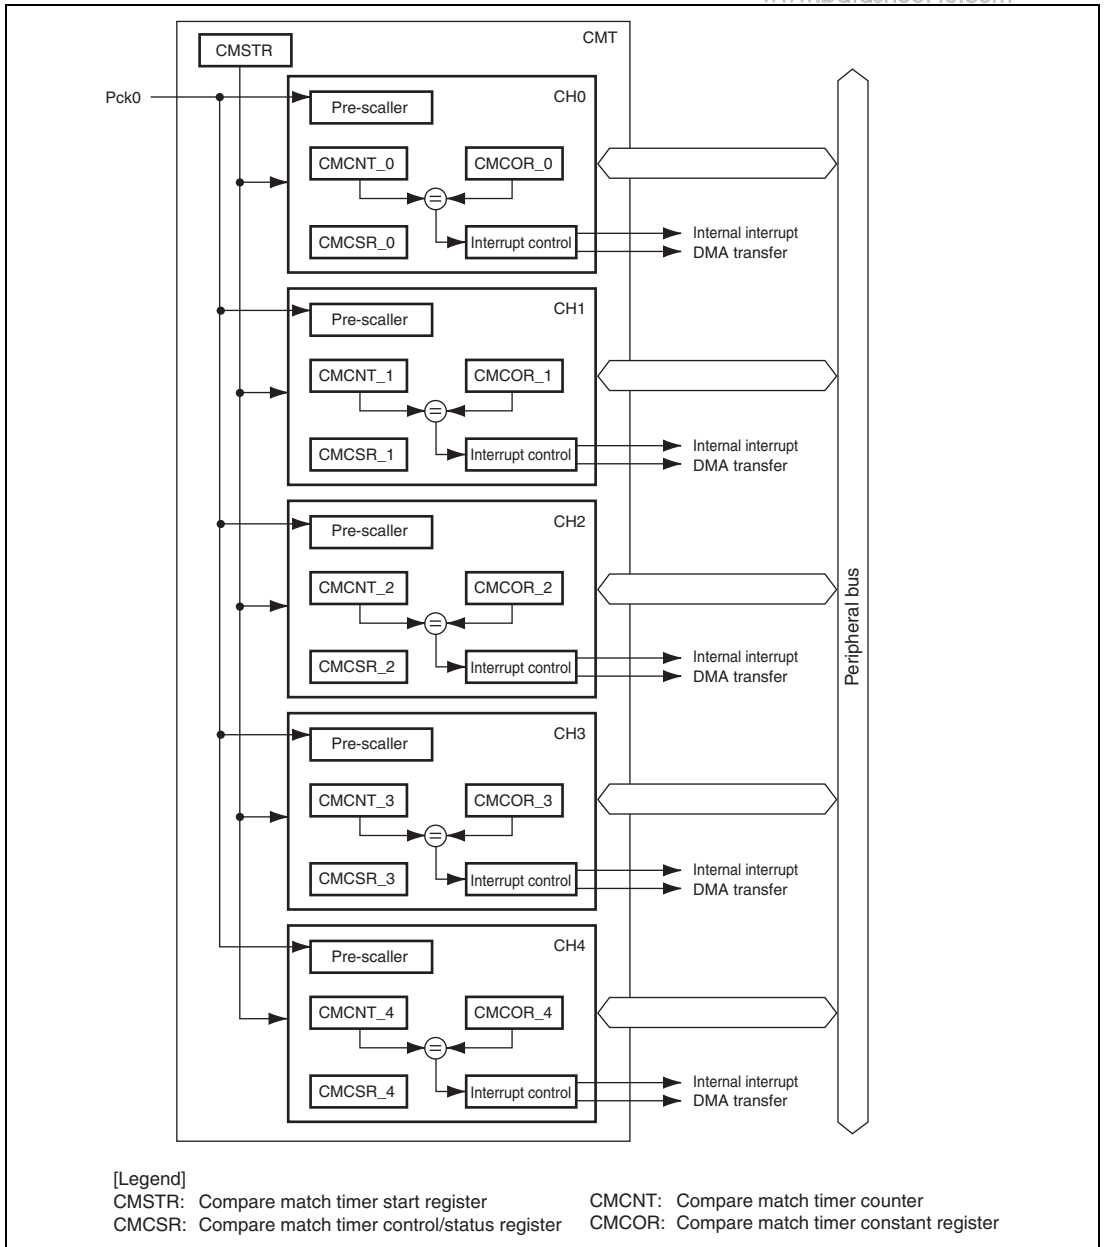 CMSTR
CMT
Pck0
CH0
Pre-scaller
CMCNT_0
CMCOR_0
=
CMCSR_0
Interrupt control
Internal interrupt
DMA transfer
CH1
Pre-scaller
CMCNT_1
CMCOR_1
=
CMCSR_1
Interrupt control
Internal interrupt
DMA transfer
CH2
Pre-scaller
CMCNT_2
CMCOR_2
=
CMCSR_2
Interrupt control
Internal interrupt
DMA transfer
CH3
Pre-scaller
CMCNT_3
CMCOR_3
=
CMCSR_3
Interrupt control
Internal interrupt
DMA transfer
CH4
Pre-scaller
CMCNT_4
CMCOR_4
=
CMCSR_4
Interrupt control
Internal interrupt
DMA transfer
Peripheral bus
[Legend]
CMSTR: Compare match timer start register
CMCNT: Compare match timer counter
CMCSR: Compare match timer control/status register
CMCOR: Compare match timer constant register